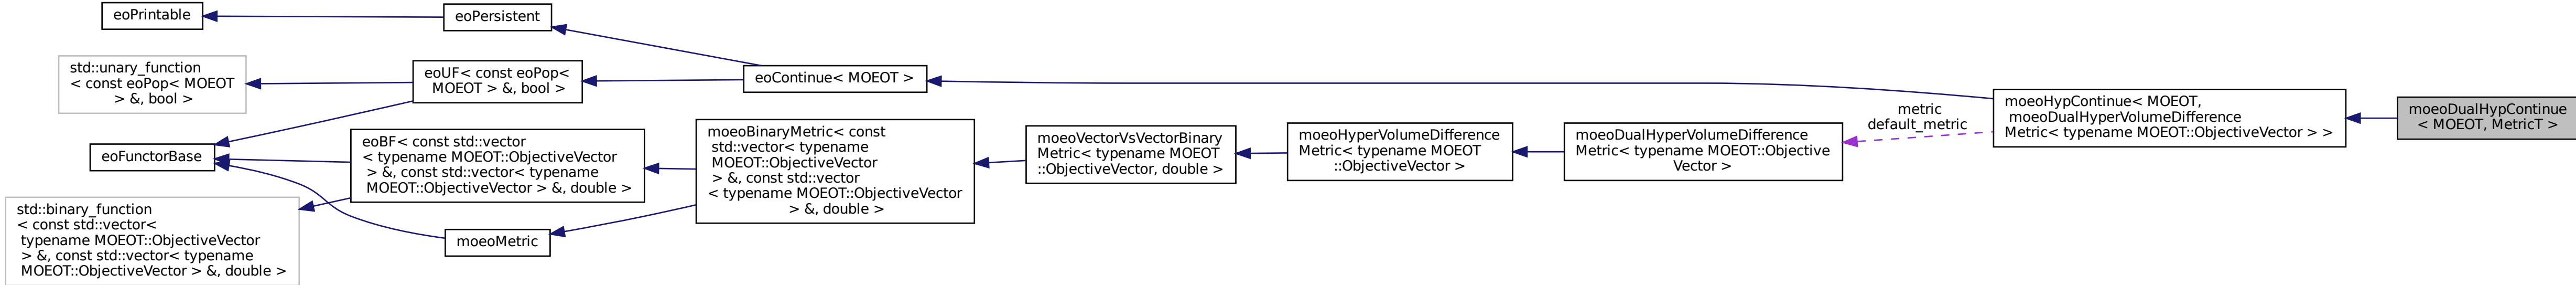 eoPrintable
eoPersistent
std::unary_function
< const eoPop< MOEOT
> &, bool >
eoUF< const eoPop<
MOEOT > &, bool >
eoContinue< MOEOT >
eoFunctorBase
eoBF< const std::vector
< typename MOEOT::ObjectiveVector
> &, const std::vector< typename
MOEOT::ObjectiveVector > &, double >
std::binary_function
< const std::vector<
typename MOEOT::ObjectiveVector
> &, const std::vector< typename
MOEOT::ObjectiveVector > &, double >
moeoMetric
moeoBinaryMetric< const
std::vector< typename
MOEOT::ObjectiveVector
> &, const std::vector
< typename MOEOT::ObjectiveVector
> &, double >
moeoVectorVsVectorBinary
Metric< typename MOEOT
::ObjectiveVector, double >
moeoHyperVolumeDifference
Metric< typename MOEOT
::ObjectiveVector >
moeoDualHyperVolumeDifference
Metric< typename MOEOT::Objective
Vector >
metric
default_metric
moeoHypContinue< MOEOT,
moeoDualHyperVolumeDifference
Metric< typename MOEOT::ObjectiveVector > >
moeoDualHypContinue
< MOEOT, MetricT >